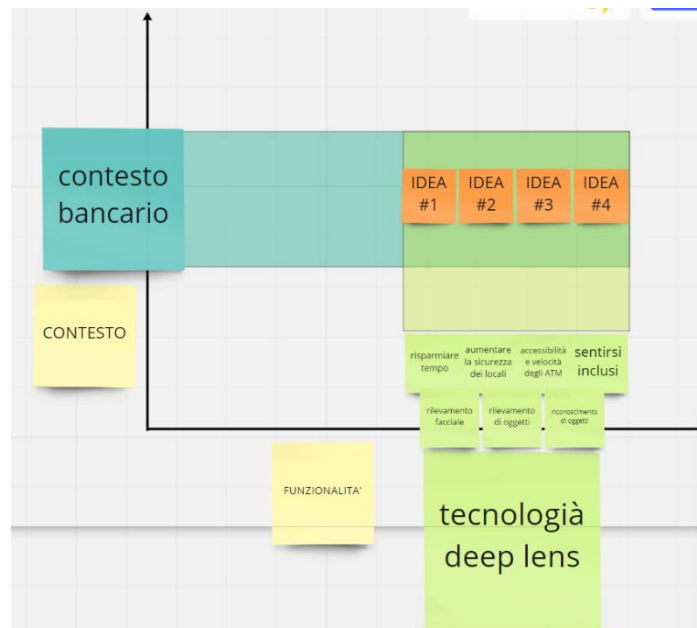 contesto
bancario
IDEA
#1
IDEA
#2
IDEA
#3
IDEA
#4
CONTESTO
risparmiare
tempo
aumentare
la sicurezza
dei locali
accessibilità
e velocità
degli ATM
sentirsi
inclusi
rilevamento
facciale
rilevamento
di oggetti
riconoscimento
di oggetti
FUNZIONALITA'
tecnologià
deep lens